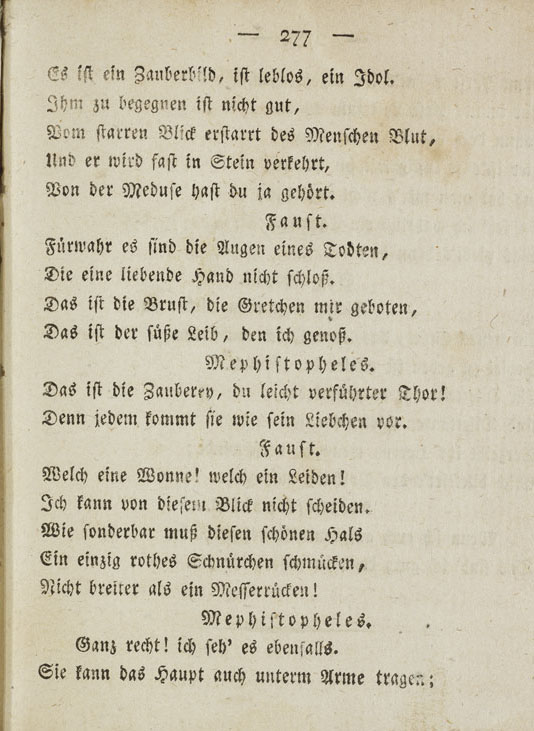 — 277 —
Es ist ein Zauberbild, ist leblos, ein Idol.
Ihm zu begegnen ist nicht gut,
Vom starren Blick erstarrt des Menschen Blut,
Und er wird fast in Stein verkehrt,
Von der Meduse hast du ja gehört.
Faust.
Fürwahr es sind die Augen eines Todten,
Die eine liebende Hand nicht schloß.
Das ist die Brust, die Gretchen mir geboten,
Das ist der süße Leib, den ich genoß.
Mephistopheles.
Das ist die Zauberey, du leicht verführter Thor!
Denn jedem kommt sie wie sein Liebchen vor.
Faust.
Welch eine Wonne! welch ein Leiden!
Ich kann von diesem Blick nicht scheiden.
Wie sonderbar muß diesen schönen Hals
Ein einzig rothes Schnürchen schmücken,
Nicht breiter als ein Messerrücken!
Mephistopheles.
Ganz recht! ich seh' es ebenfalls.
Sie kann das Haupt auch unterm Arme tragen;